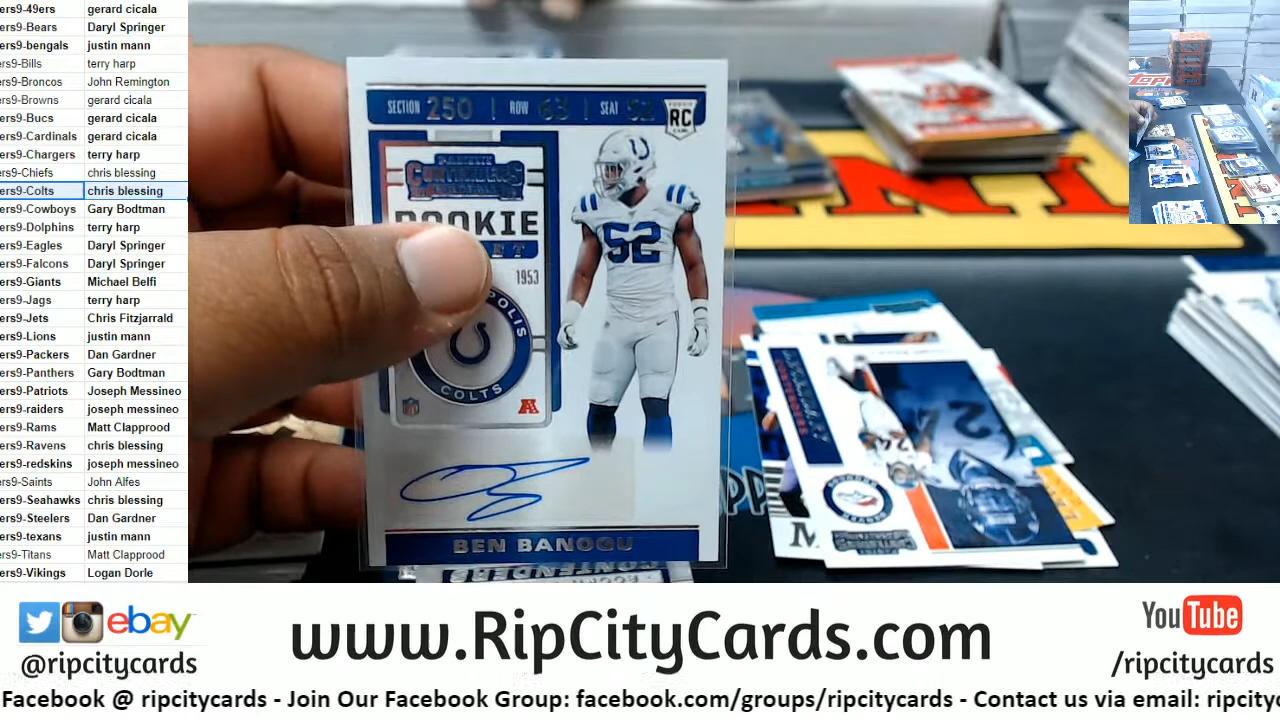 ers9-49ers gerard cicala
ers9-Bears Daryl Springer
ers9-bengals justin mann
ers9-Bills terry harp
ers9-Broncos John Remington
ers9-Browns gerard cicala
ers9-Bucs gerard cicala
ers9-Cardinals gerard cicala
ers9-Chargers terry harp
ers9-Chiefs chris blessing
ers9-Colts chris blessing
ers9-Cowboys Gary Bodtman
ers9-Dolphins terry harp
ers9-Eagles Daryl Springer
ers9-Falcons Daryl Springer
ers9-Giants Michael Belfi
ers9-Jags terry harp
ers9-Jets Chris Fitzjarrald
ers9-Lions justin mann
ers9-Packers Dan Gardner
ers9-Panthers Gary Bodtman
ers9-Patriots Joseph Messineo
ers9-raiders joseph messineo
ers9-Rams Matt Clapprood
ers9-Ravens chris blessing
ers9-redskins joseph messineo
ers9-Saints John Alfes
ers9-Seahawks chris blessing
ers9-Steelers Dan Gardner
ers9-texans justin mann
ers9-Titans Matt Clapprood
ers9-Vikings Logan Dorle
SECTION 250 | ROW 63 | SEAT 52
RC
PANINI
CONTENDERS
ROOKIE
ET
1953
POLIS
COLTS
52
BEN BANOGU
ebay
@ripcitycards
www.RipCityCards.com
YouTube
/ripcitycards
Facebook @ ripcitycards - Join Our Facebook Group: facebook.com/groups/ripcitycards - Contact us via email: ripcity